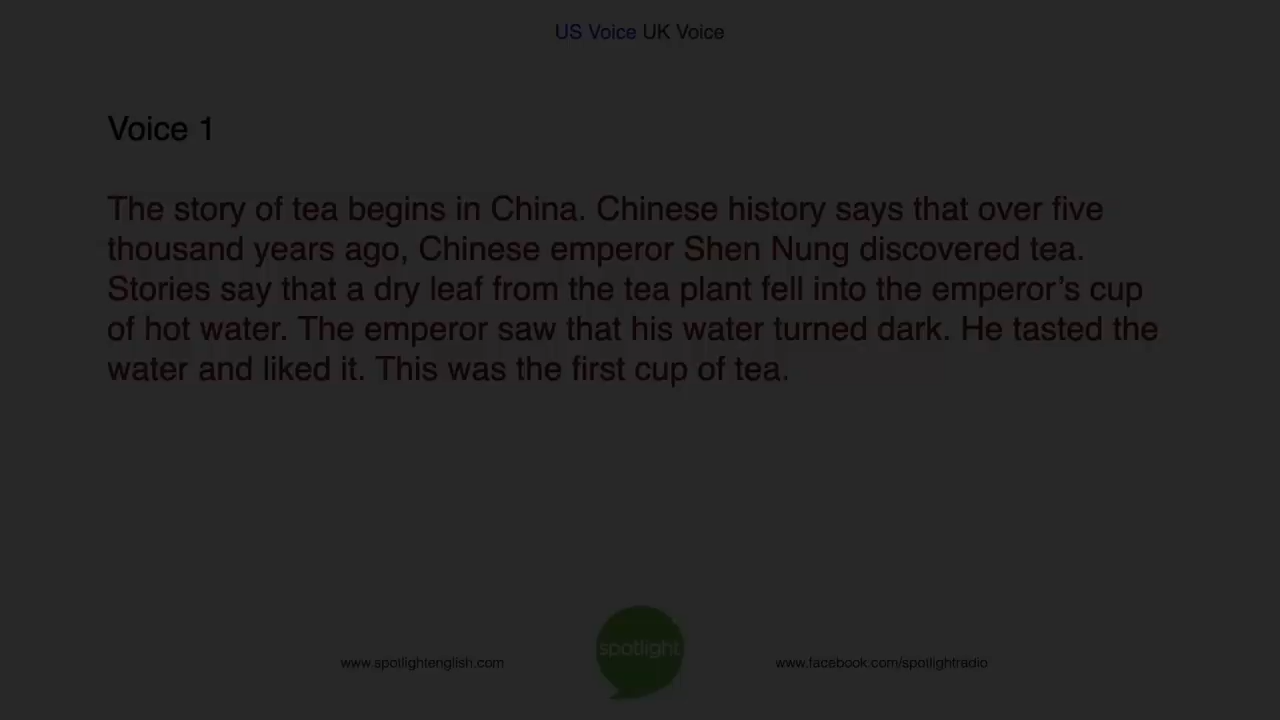 US Voice UK Voice
Voice 1
The story of tea begins in China. Chinese history says that over five
thousand years ago, Chinese emperor Shen Nung discovered tea.
Stories say that a dry leaf from the tea plant fell into the emperor’s cup
of hot water. The emperor saw that his water turned dark. He tasted the
water and liked it. This was the first cup of tea.
spotlight
www.spotlightenglish.com
www.facebook.com/spotlightradio